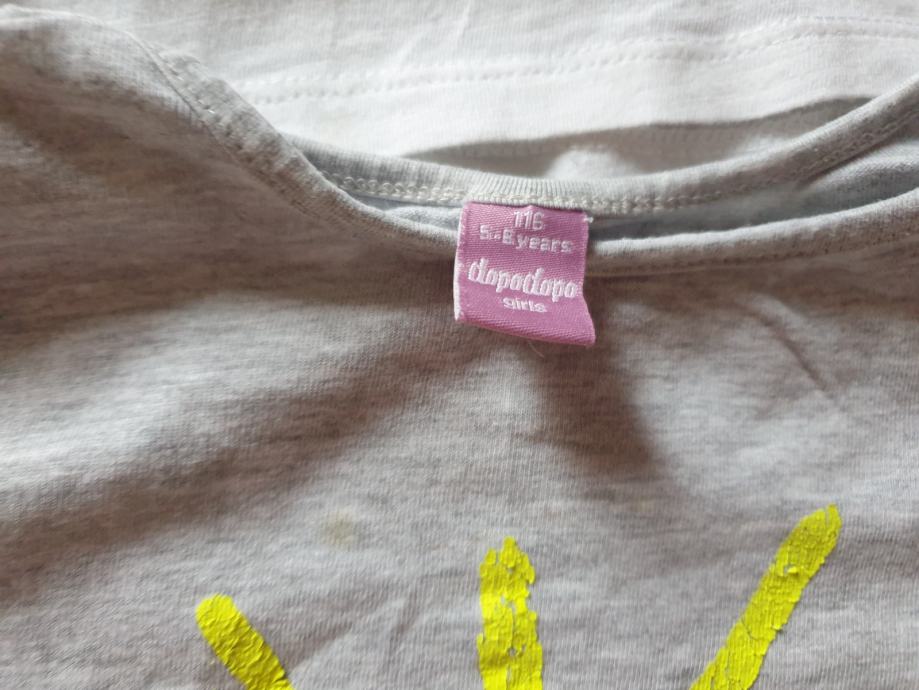 116
5-6 years
dopodopo
girls